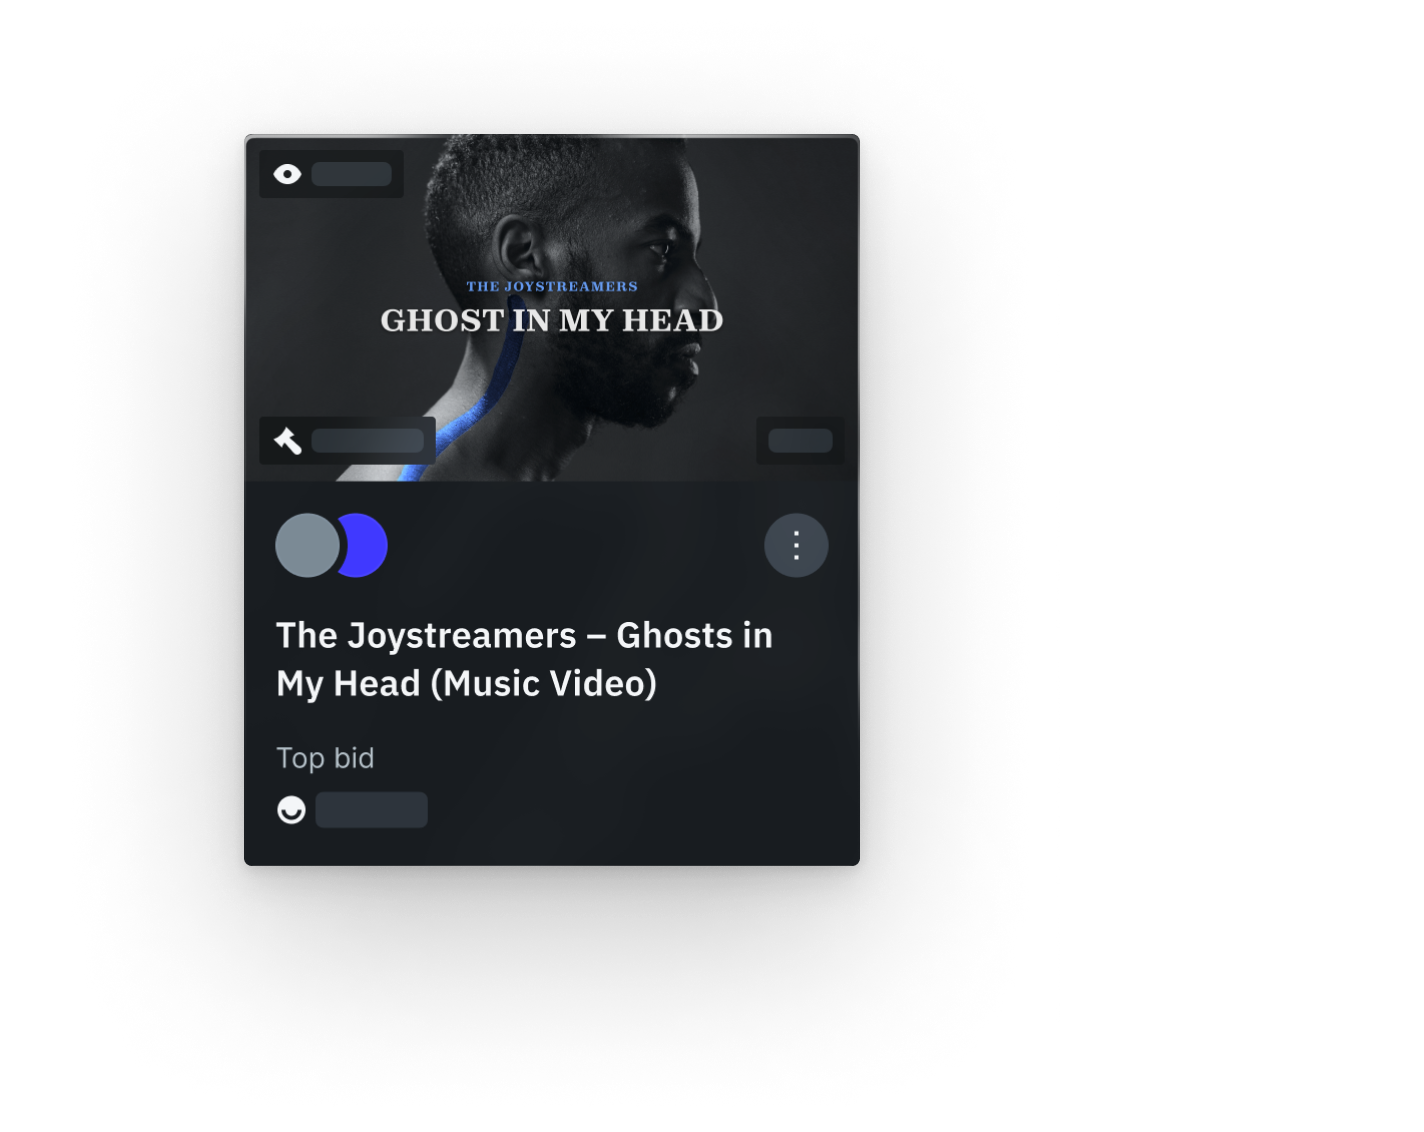 THE JOYSTREAMERS
GHOST IN MY HEAD
The Joystreamers – Ghosts in
My Head (Music Video)
Top bid